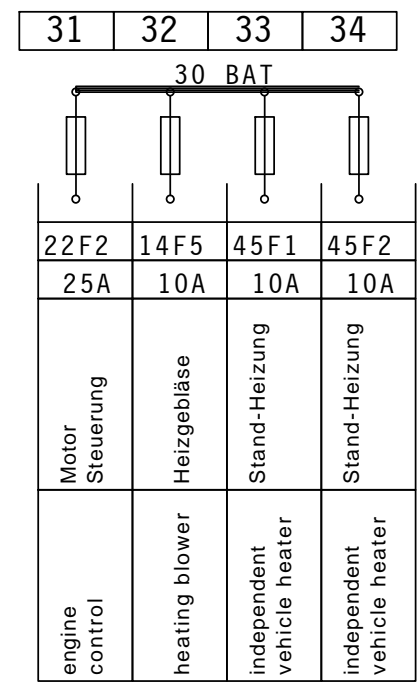 31 32 33 34
30 BAT
22F2 14F5 45F1 45F2
25A 10A 10A 10A
Motor
Steuerung
Heizgebläse
Stand-Heizung
Stand-Heizung
engine
control
heating blower
independent
vehicle heater
independent
vehicle heater